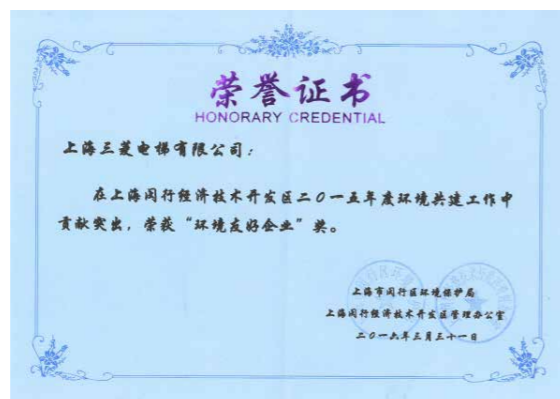 荣誉证书
HONORARY CREDENTIAL
上海三菱电梯有限公司：
在上海闵行经济技术开发区二〇一五年度环境共建工作中
贡献突出，荣获“环境友好企业”奖。
上海市闵行区环境保护局
上海闵行经济技术开发区管理办公室
二〇一六年三月三十一日